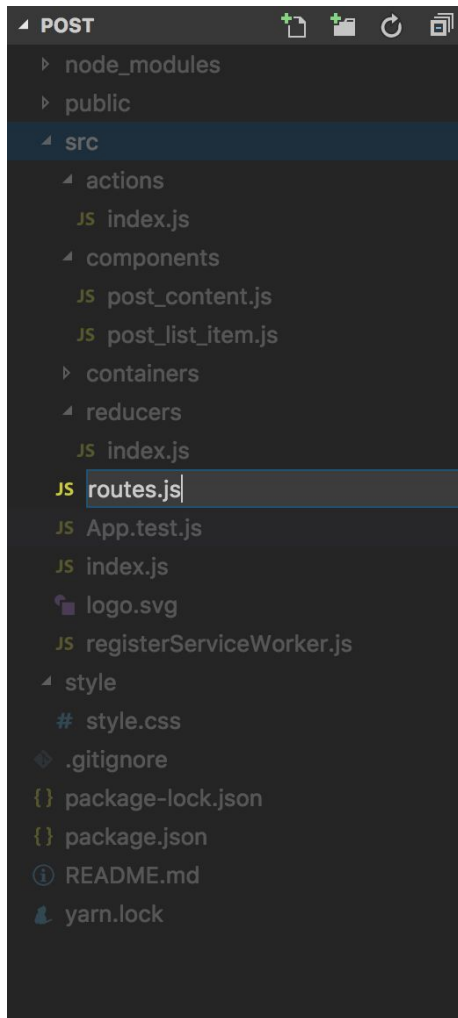 POST
node_modules
public
src
actions
JS index.js
components
JS post_content.js
JS post_list_item.js
containers
reducers
JS index.js
JS routes.js
JS App.test.js
JS index.js
logo.svg
JS registerServiceWorker.js
style
# style.css
.gitignore
{} package-lock.json
{} package.json
README.md
yarn.lock